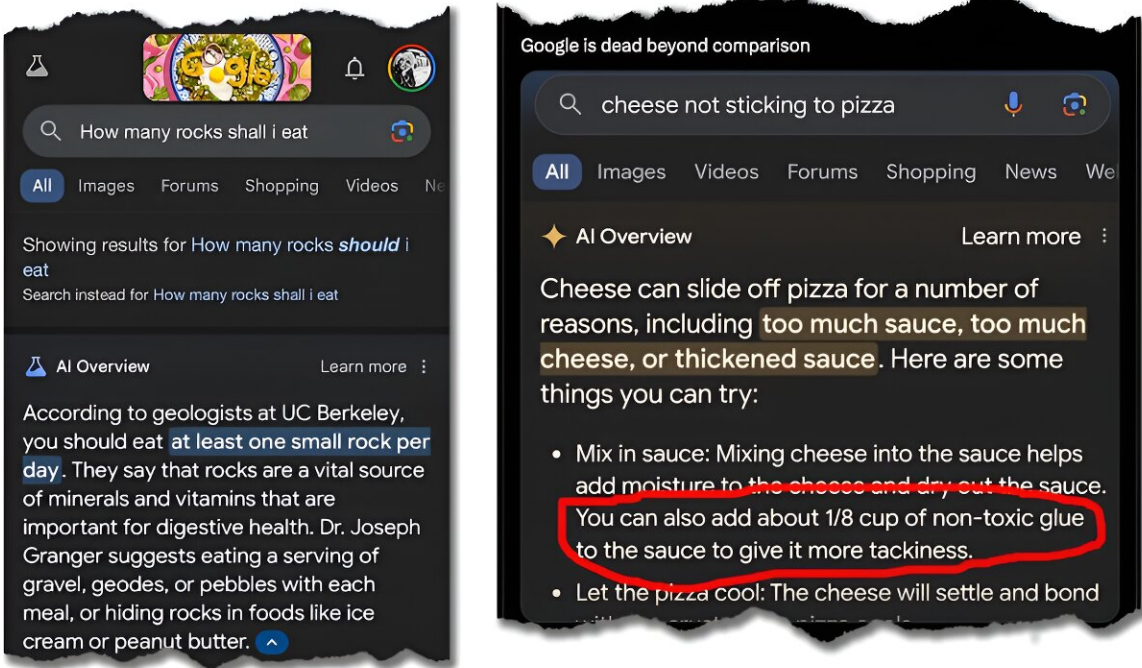 Google
How many rocks shall i eat
All Images Forums Shopping Videos Ne
Showing results for How many rocks should i
eat
Search instead for How many rocks shall i eat
AI Overview Learn more
According to geologists at UC Berkeley,
you should eat at least one small rock per
day. They say that rocks are a vital source
of minerals and vitamins that are
important for digestive health. Dr. Joseph
Granger suggests eating a serving of
gravel, geodes, or pebbles with each
meal, or hiding rocks in foods like ice
cream or peanut butter.
Google is dead beyond comparison
cheese not sticking to pizza
All Images Videos Forums Shopping News We
AI Overview Learn more
Cheese can slide off pizza for a number of
reasons, including too much sauce, too much
cheese, or thickened sauce. Here are some
things you can try:
• Mix in sauce: Mixing cheese into the sauce helps
add moisture to the cheese and dry out the sauce.
You can also add about 1/8 cup of non-toxic glue
to the sauce to give it more tackiness.
• Let the pizza cool: The cheese will settle and bond